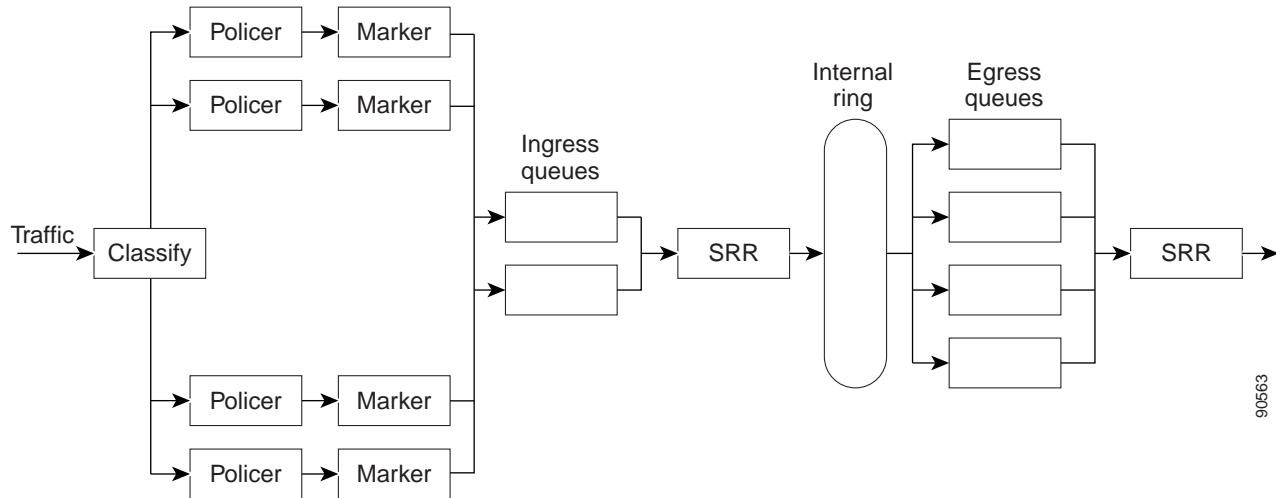 Policer
Marker
Policer
Marker
Internal
ring
Egress
queues
Ingress
queues
Traffic
Classify
SRR
SRR
Policer
Marker
Policer
Marker
90563